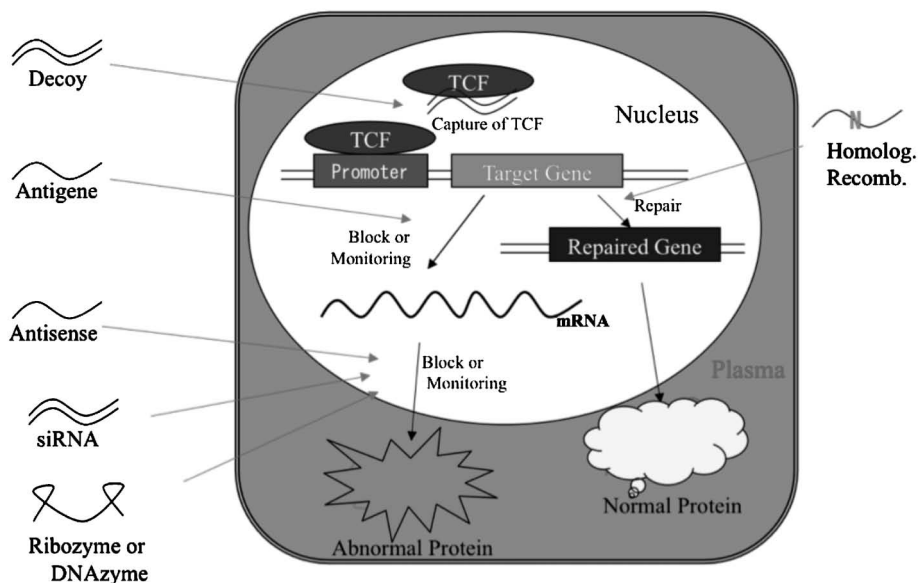 Decoy
Antigene
Antisense
siRNA
Ribozyme or
DNAzyme
TCF
Capture of TCF
TCF
Promoter
Target Gene
Nucleus
Repair
Block or
Monitoring
Repaired Gene
mRNA
Block or
Monitoring
Plasma
Abnormal Protein
Normal Protein
N
Homolog.
Recomb.